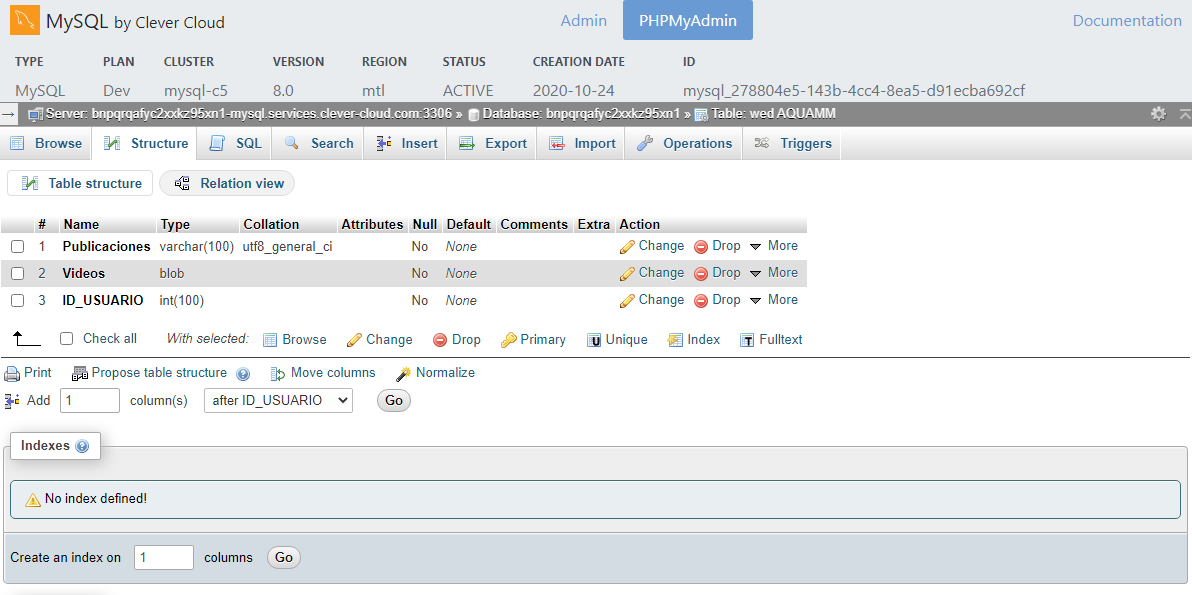 MySQL by Clever Cloud Admin PHPMyAdmin Documentation
TYPE PLAN CLUSTER VERSION REGION STATUS CREATION DATE ID
MySQL Dev mysql-c5 8.0 mtl ACTIVE 2020-10-24 mysql_278804e5-143b-4cc4-8ea5-d91ecba692cf
Server: bnpqrqafyc2xxkz95xn1-mysql.services.clever-cloud.com:3306 » Database: bnpqrqafyc2xxkz95xn1 » Table: wed AQUAMM
Browse Structure SQL Search Insert Export Import Operations Triggers
Table structure Relation view
# Name Type Collation Attributes Null Default Comments Extra Action
1 Publicaciones varchar(100) utf8_general_ci No None Change Drop More
2 Videos blob No None Change Drop More
3 ID_USUARIO int(100) No None Change Drop More
Check all With selected: Browse Change Drop Primary Unique Index Fulltext
Print Propose table structure Move columns Normalize
Add 1 column(s) after ID_USUARIO Go
Indexes
No index defined!
Create an index on 1 columns Go